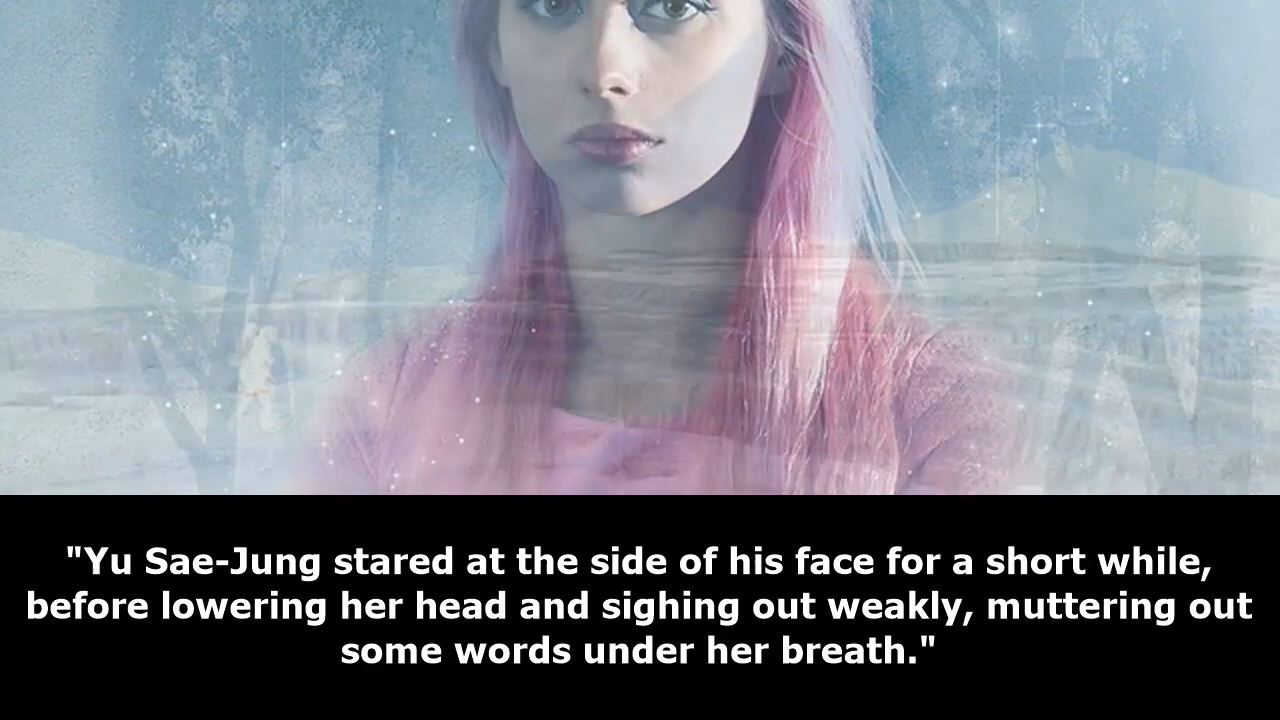 "Yu Sae-Jung stared at the side of his face for a short while,
before lowering her head and sighing out weakly, muttering out
some words under her breath."